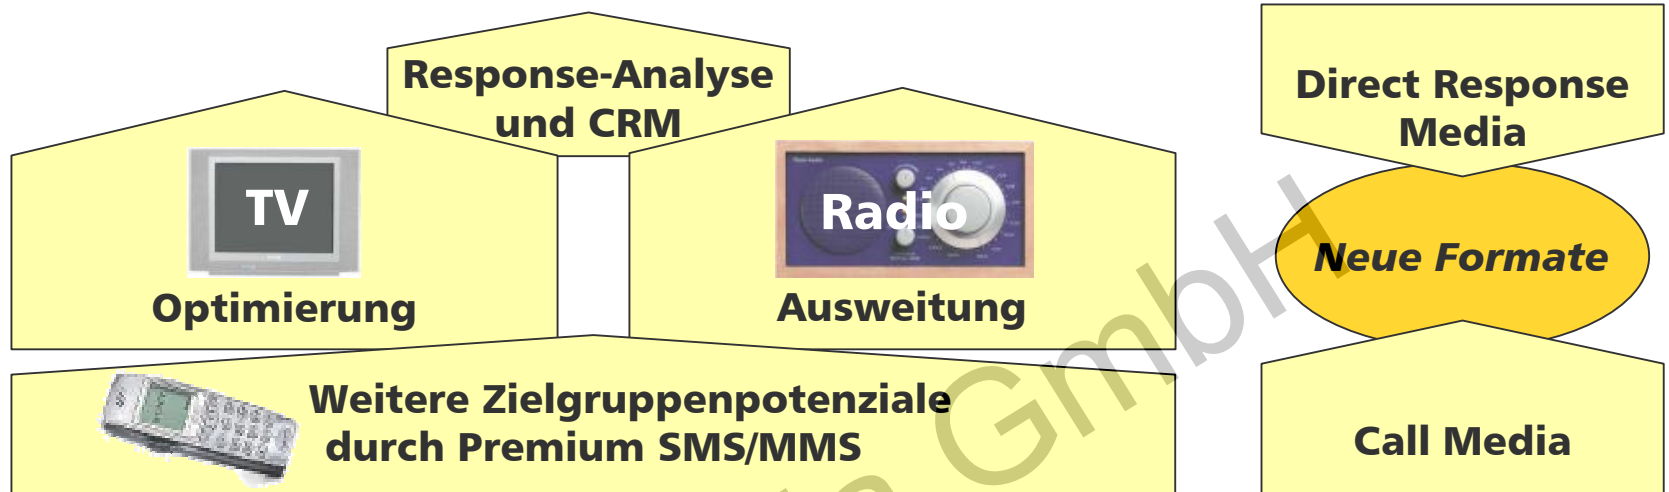 Response-Analyse
und CRM
TV
Optimierung
Radio
Ausweitung
Weitere Zielgruppenpotenziale
durch Premium SMS/MMS
Direct Response
Media
Neue Formate
Call Media
GmbH